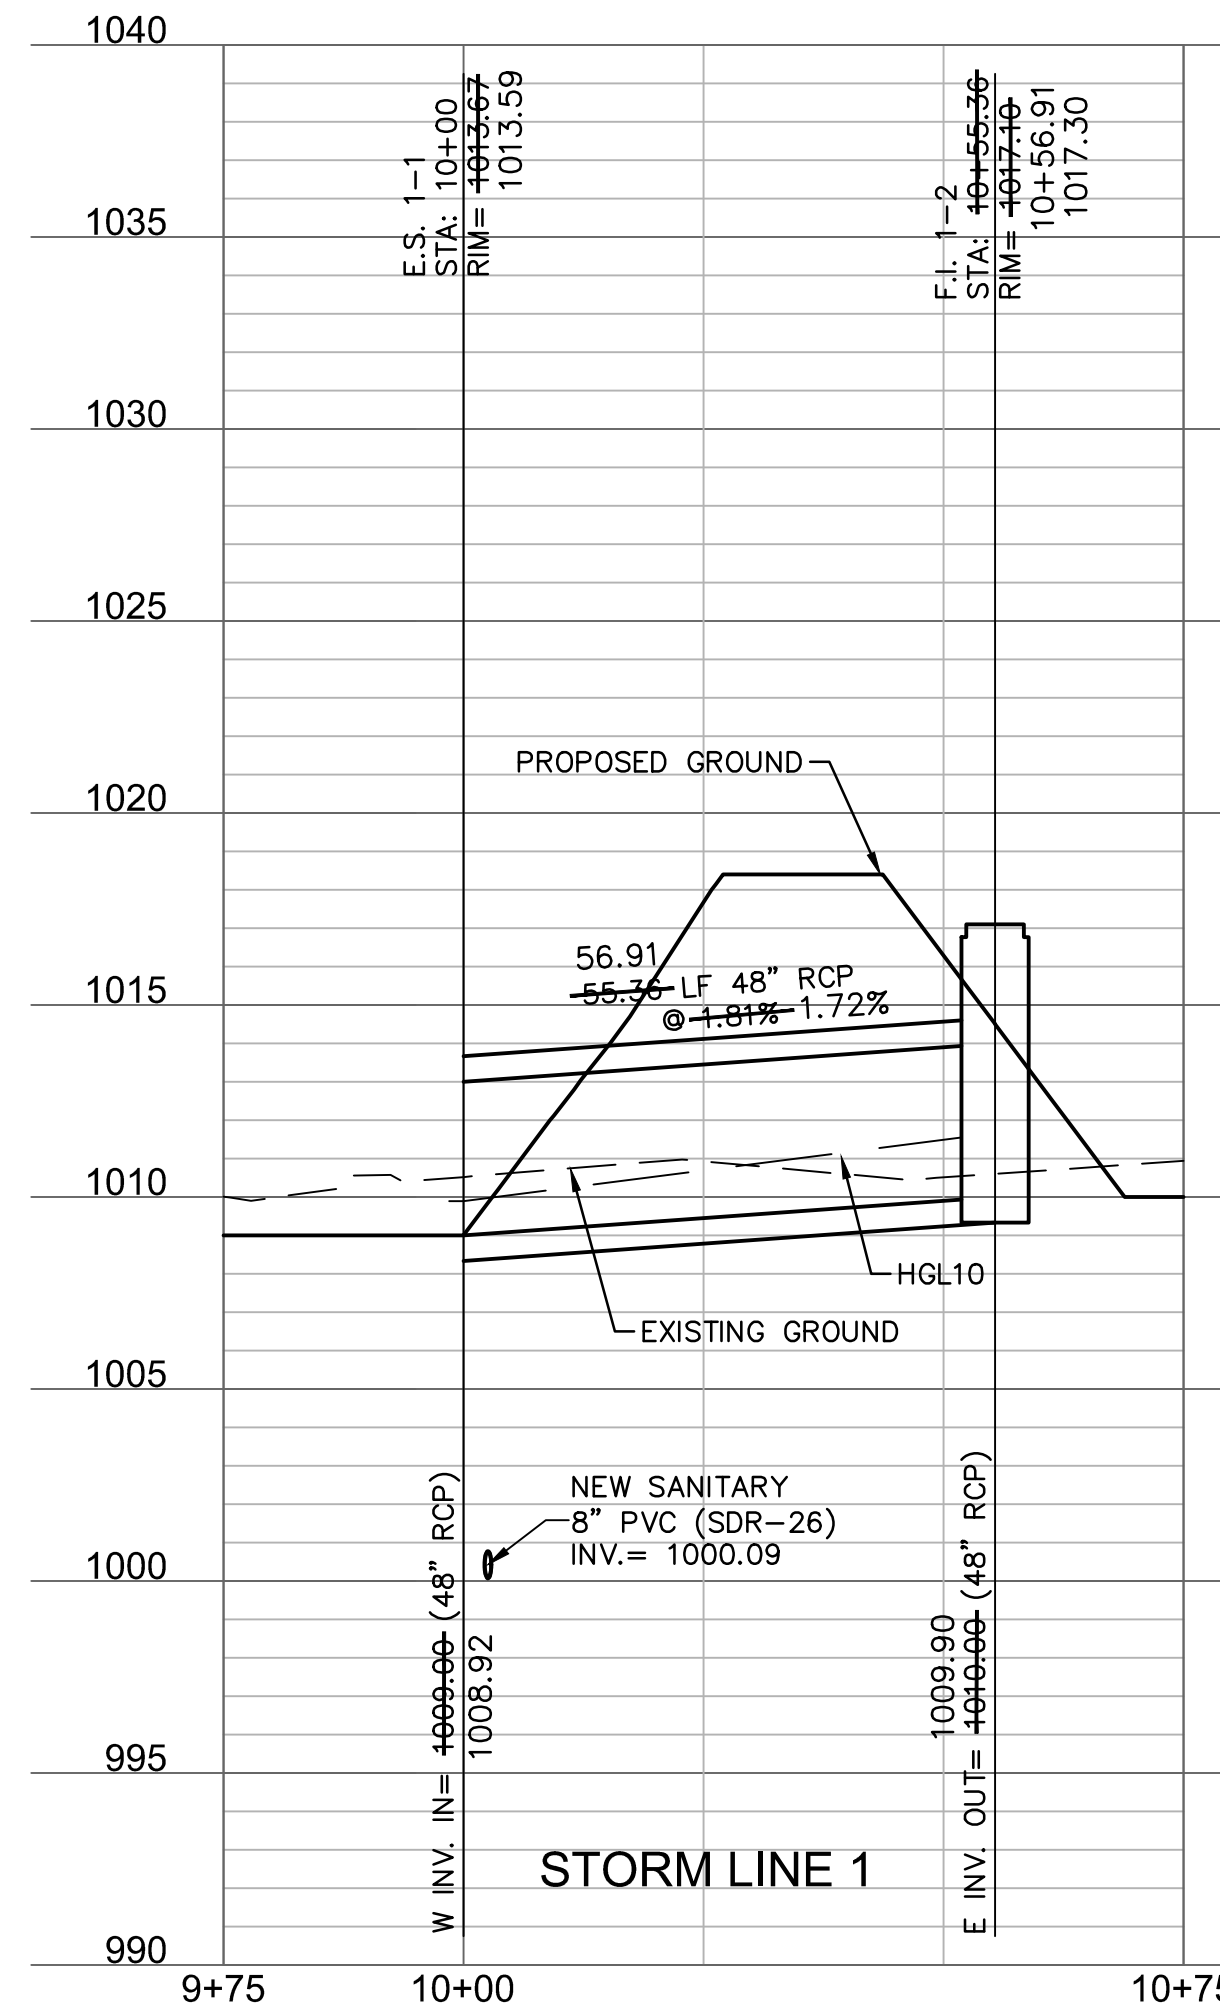 1040
1035
1030
1025
1020
1015
1010
1005
1000
995
990
E.S. 1-1
STA: 10+00
RIM= 1013.67
1013.59
F.I. 1-2
STA: 10+55.36
RIM= 1017.10
10+56.91
1017.30
PROPOSED GROUND
56.91
55.36 LF 48” RCP
@ 1.81% 1.72%
HGL10
EXISTING GROUND
NEW SANITARY
8” PVC (SDR-26)
INV.= 1000.09
W INV. IN= 1009.00 (48” RCP)
1008.92
1009.90
E INV. OUT= 1010.00 (48” RCP)
STORM LINE 1
9+75 10+00 10+75